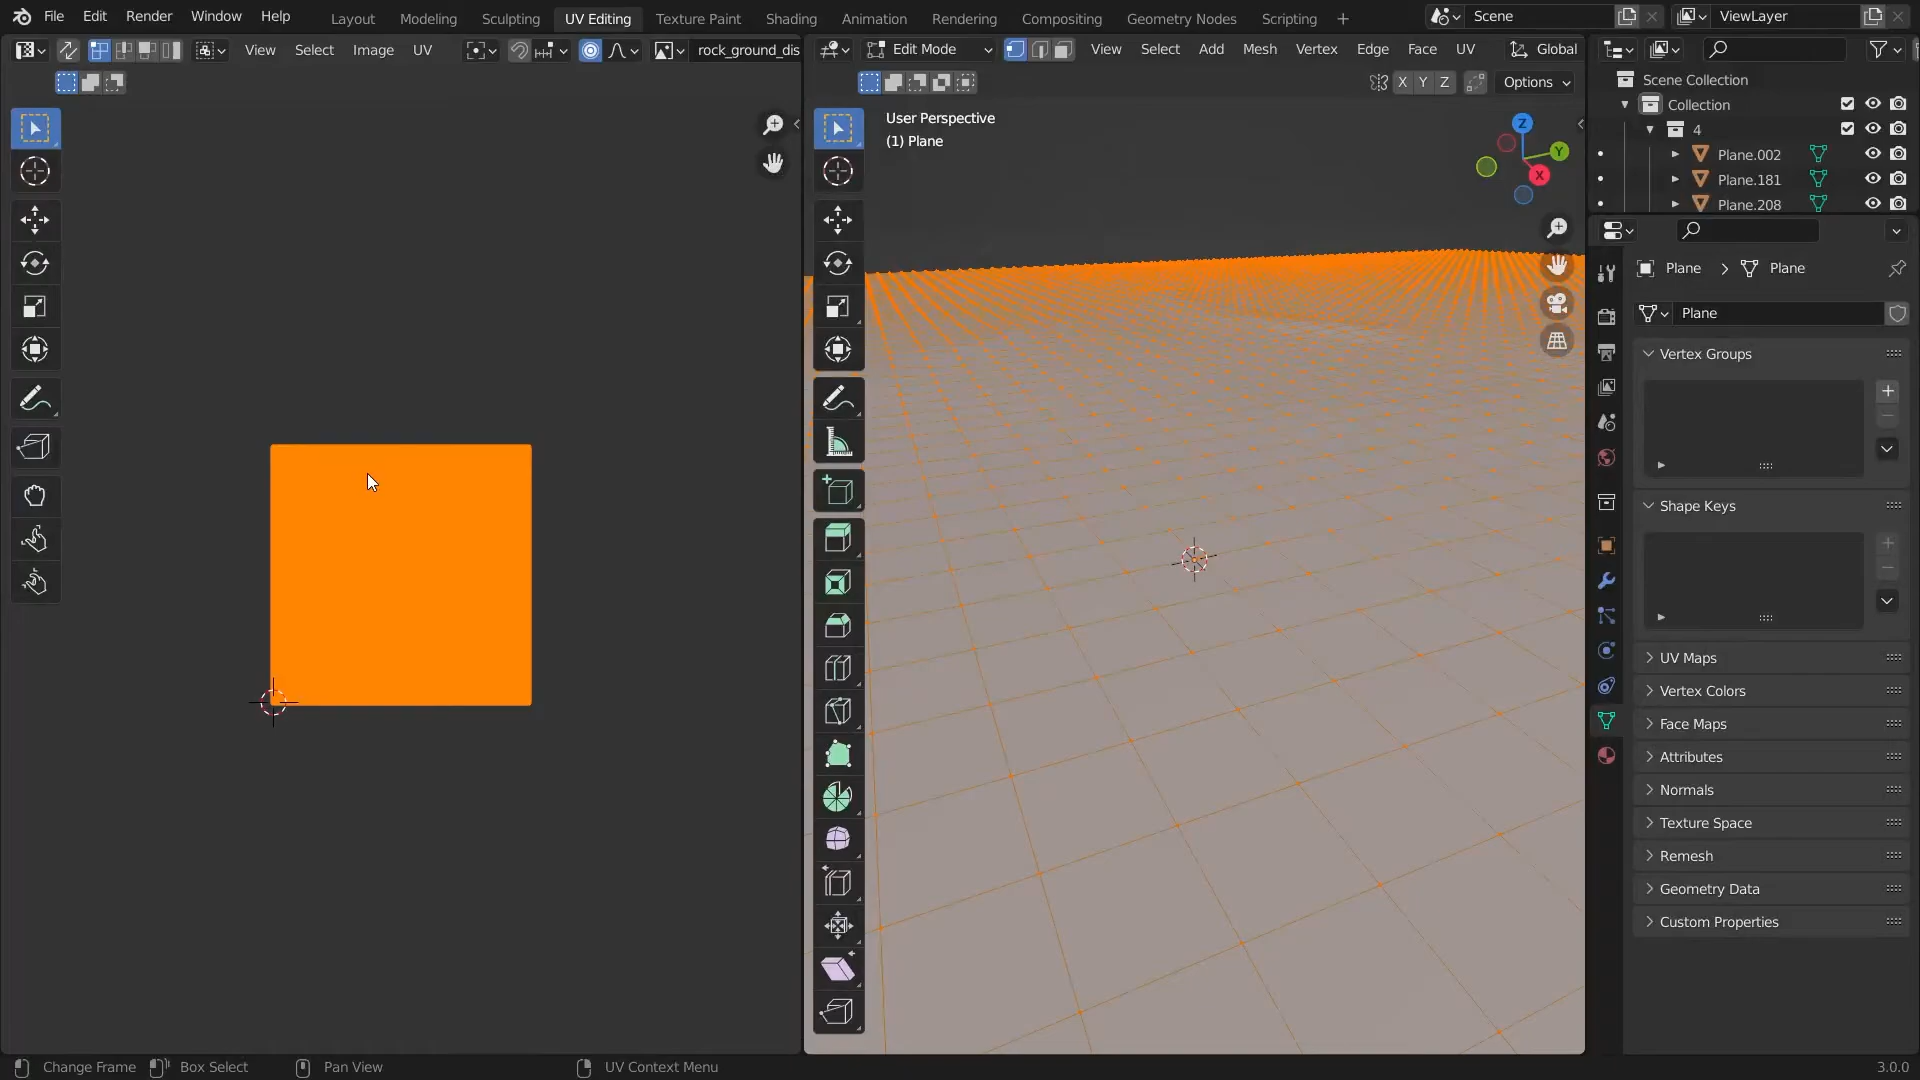 File Edit Render Window Help Layout Modeling Sculpting UV Editing Texture Paint Shading Animation Rendering Compositing Geometry Nodes Scripting Scene ViewLayer
View Select Image UV rock_ground_dis Edit Mode View Select Add Mesh Vertex Edge Face UV Global
X Y Z Options
Scene Collection
Collection
4
Plane.002
Plane.181
Plane.208
User Perspective
(1) Plane
Z
Y
X
Plane Plane
Plane
Vertex Groups
Shape Keys
UV Maps
Vertex Colors
Face Maps
Attributes
Normals
Texture Space
Remesh
Geometry Data
Custom Properties
Change Frame Box Select Pan View UV Context Menu 3.0.0